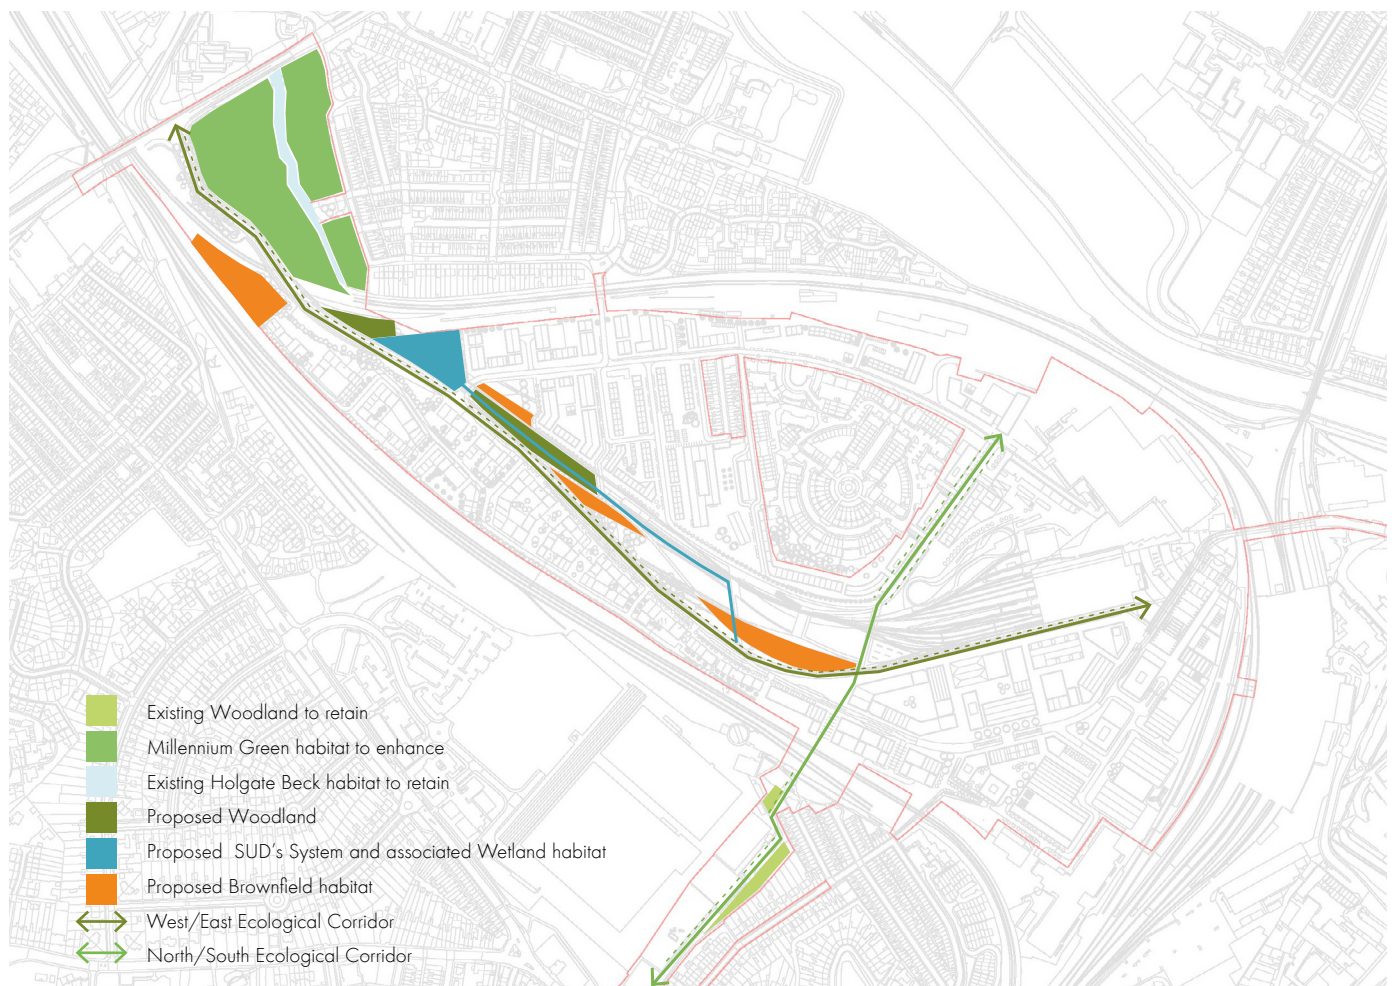 Existing Woodland to retain
Millennium Green habitat to enhance
Existing Holgate Beck habitat to retain
Proposed Woodland
Proposed SUD's System and associated Wetland habitat
Proposed Brownfield habitat
West/East Ecological Corridor
North/South Ecological Corridor